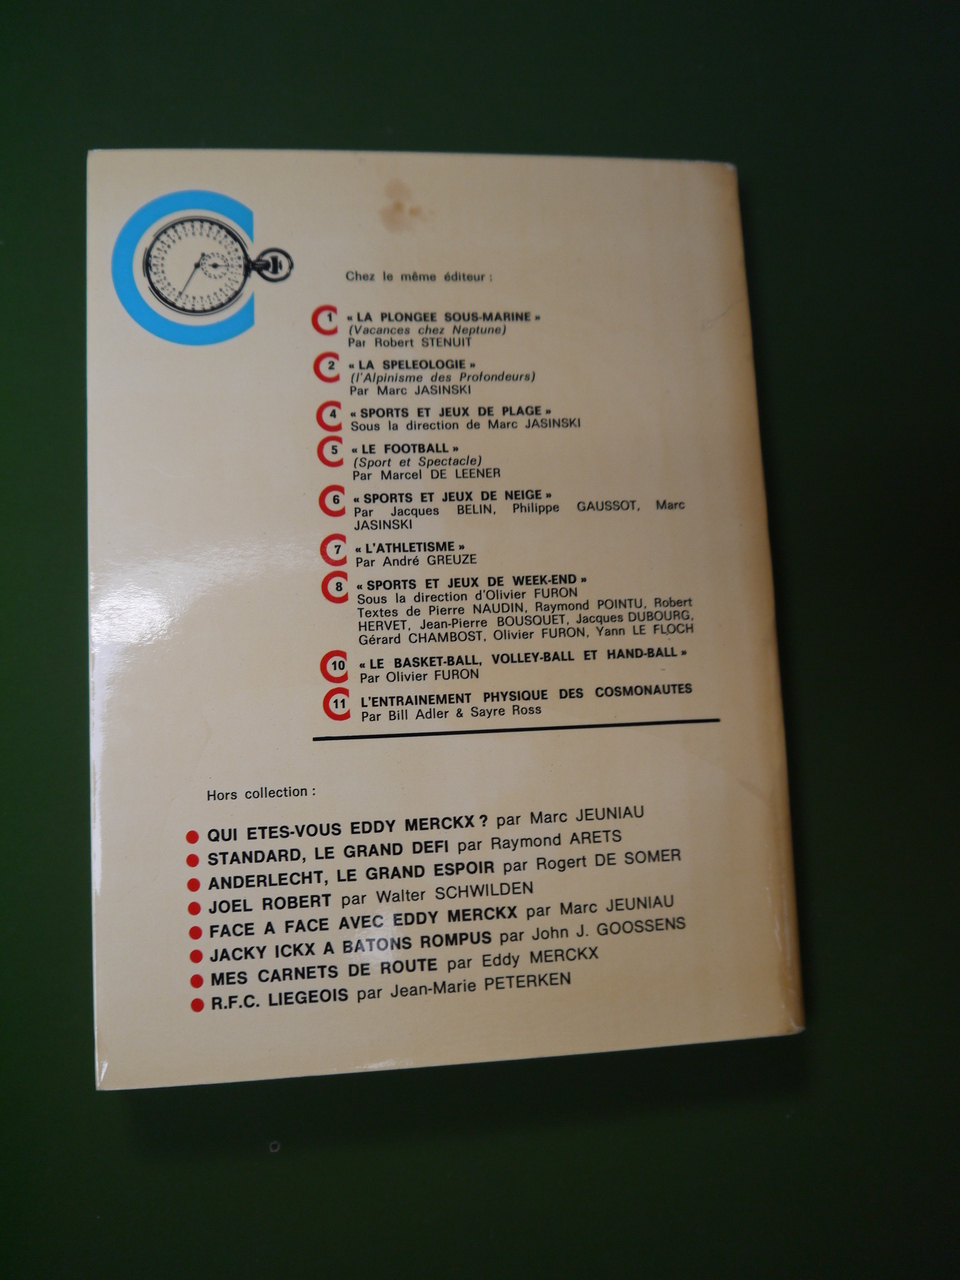 Chez le même éditeur :
1 « LA PLONGEE SOUS-MARINE »
(Vacances chez Neptune)
Par Robert STENUIT
2 « LA SPELEOLOGIE »
(l'Alpinisme des Profondeurs)
Par Marc JASINSKI
4 « SPORTS ET JEUX DE PLAGE »
Sous la direction de Marc JASINSKI
5 « LE FOOTBALL »
(Sport et Spectacle)
Par Marcel DE LEENER
6 « SPORTS ET JEUX DE NEIGE »
Par Jacques BELIN, Philippe GAUSSOT, Marc
JASINSKI
7 « L'ATHLETISME »
Par André GREUZE
8 « SPORTS ET JEUX DE WEEK-END »
Sous la direction d'Olivier FURON
Textes de Pierre NAUDIN, Raymond POINTU, Robert
HERVET, Jean-Pierre BOUSQUET, Jacques DUBOURG,
Gérard CHAMBOST, Olivier FURON, Yann LE FLOCH
10 « LE BASKET-BALL, VOLLEY-BALL ET HAND-BALL »
Par Olivier FURON
11 L'ENTRAINEMENT PHYSIQUE DES COSMONAUTES
Par Bill Adler & Sayre Ross
Hors collection :
QUI ETES-VOUS EDDY MERCKX ? par Marc JEUNIAU
STANDARD, LE GRAND DEFI par Raymond ARETS
ANDERLECHT, LE GRAND ESPOIR par Rogert DE SOMER
JOEL ROBERT par Walter SCHWILDEN
FACE A FACE AVEC EDDY MERCKX par Marc JEUNIAU
JACKY ICKX A BATONS ROMPUS par John J. GOOSSENS
MES CARNETS DE ROUTE par Eddy MERCKX
R.F.C. LIEGEOIS par Jean-Marie PETERKEN